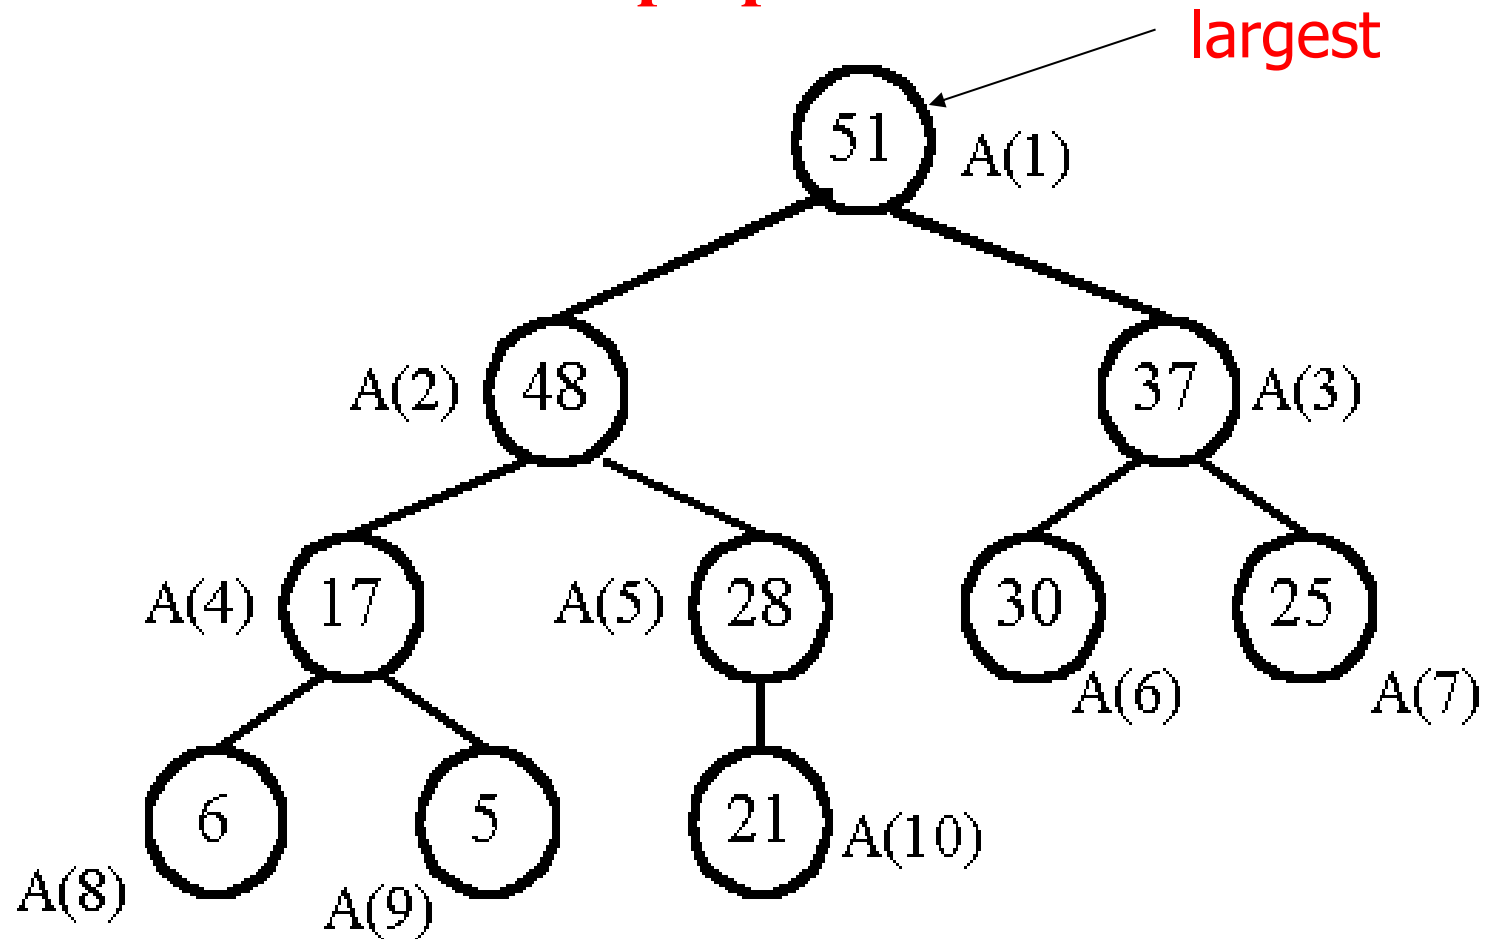 largest
51
A(1)
A(2) 48 37 A(3)
A(4) 17 A(5) 28 30 25
A(6) A(7)
6 5 21 A(10)
A(8) A(9)